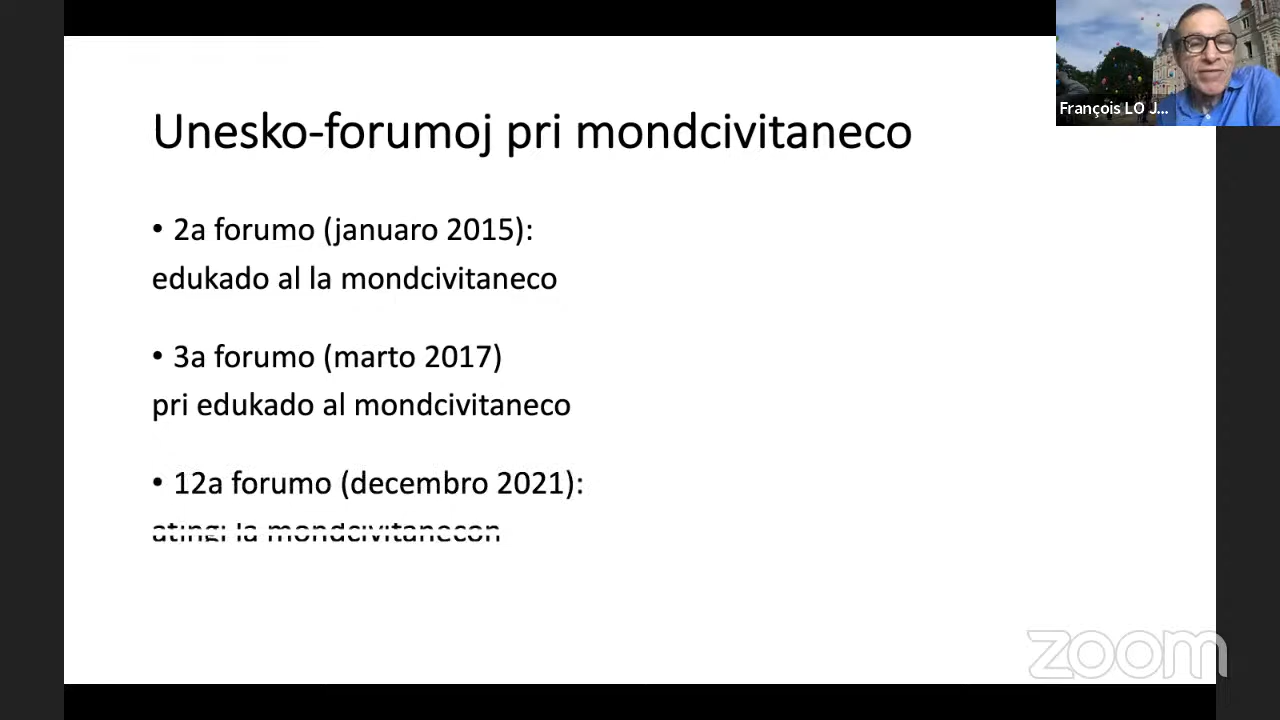 Unesko-forumoj pri mondcivitaneco
• 2a forumo (januaro 2015):
edukado al la mondcivitaneco
• 3a forumo (marto 2017)
pri edukado al mondcivitaneco
• 12a forumo (decembro 2021):
atingi la mondcivitanecon
François LO J...
zoom